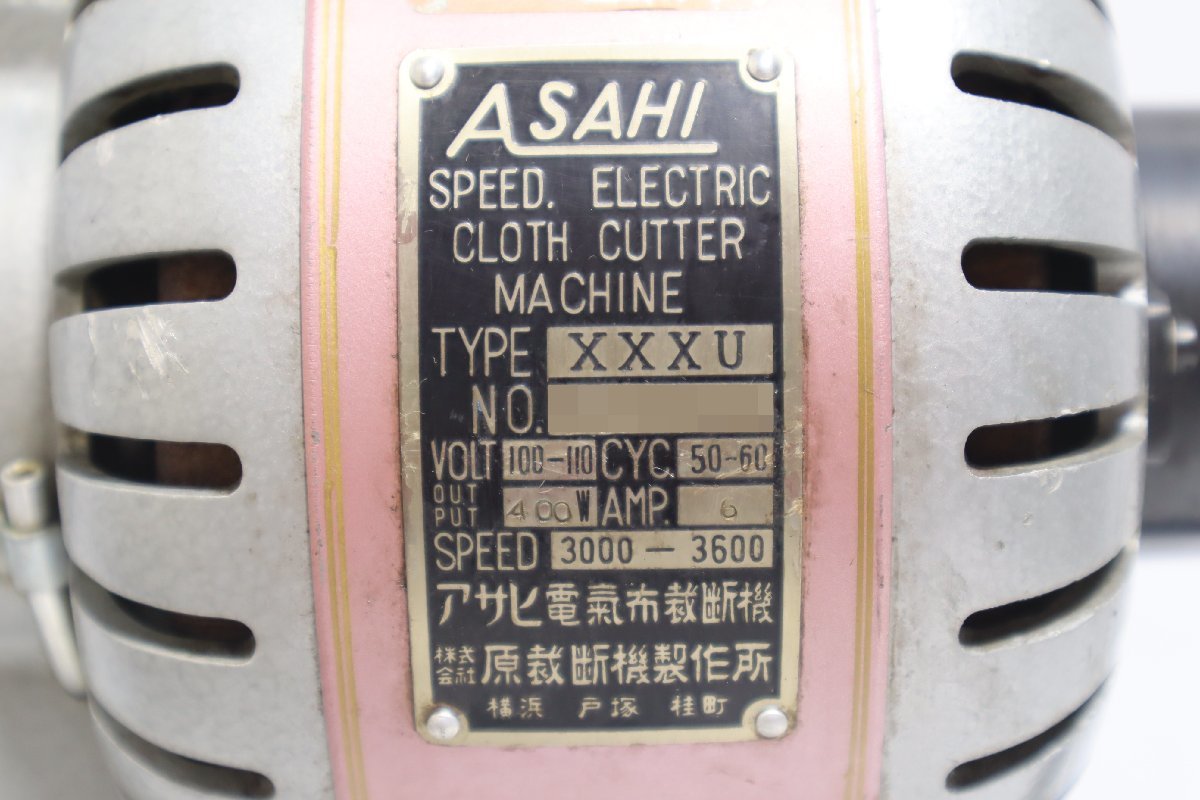 ASAHI
SPEED. ELECTRIC
CLOTH CUTTER
MACHINE
TYPE XXXU
NO.
VOLT 100-110 CYC. 50-60
OUT PUT 400W AMP. 6
SPEED 3000-3600
アサヒ電氣布裁断機
株式会社 原裁断機製作所
横浜 戸塚 桂町